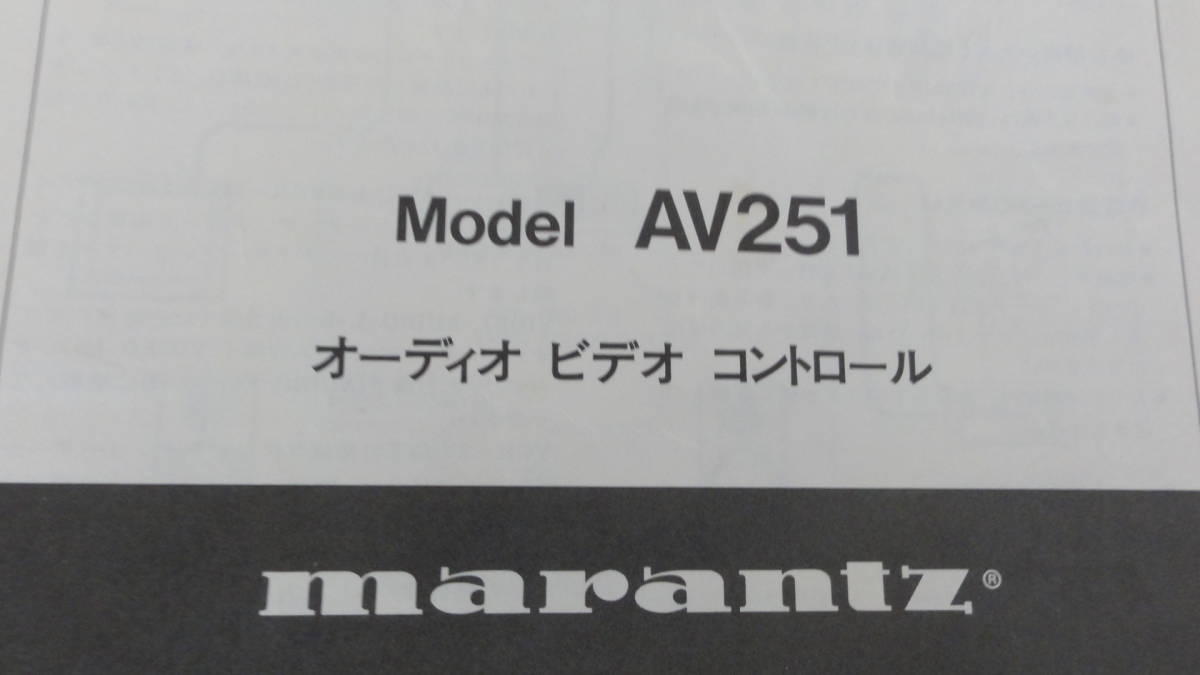 Model AV251
オーディオ ビデオ コントロール
marantz®